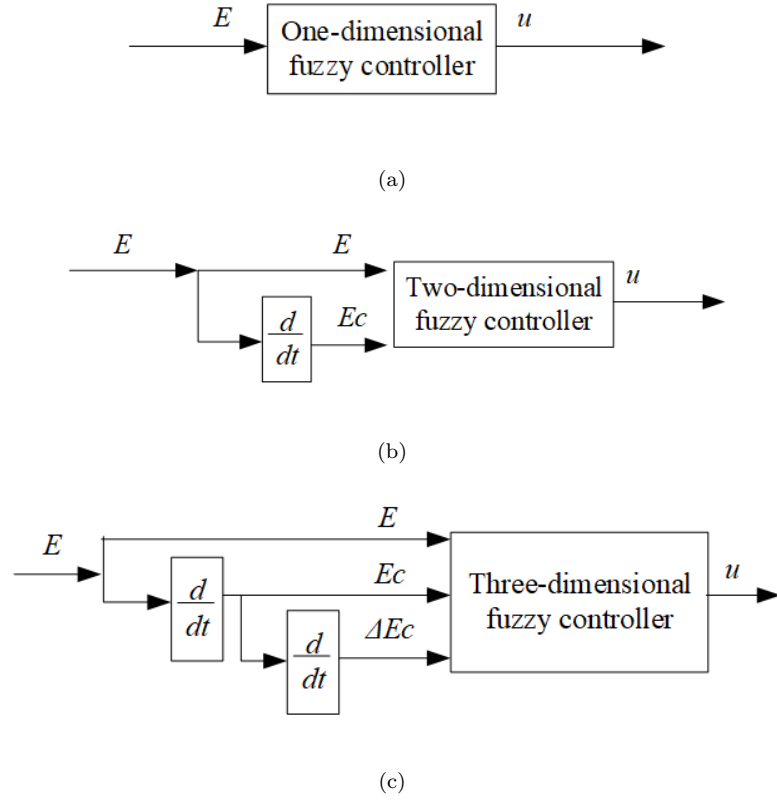 E
One-dimensional
fuzzy controller
u
(a)
E
E
d
dt
Ec
Two-dimensional
fuzzy controller
u
(b)
E
E
d
dt
Ec
d
dt
ΔEc
Three-dimensional
fuzzy controller
u
(c)